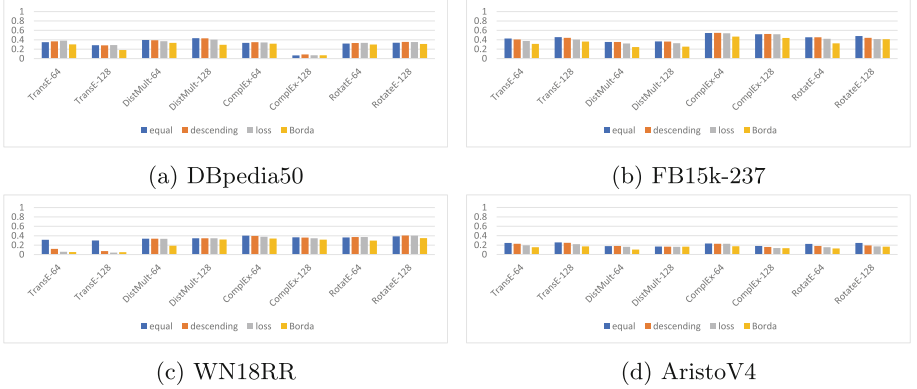 1
0.8
0.6
0.4
0.2
0
TransE-64 TransE-128 DistMult-64 DistMult-128 ComplEx-64 ComplEx-128 RotatE-64 RotateE-128
equal descending loss Borda
(a) DBpedia50
1
0.8
0.6
0.4
0.2
0
TransE-64 TransE-128 DistMult-64 DistMult-128 ComplEx-64 ComplEx-128 RotatE-64 RotateE-128
equal descending loss Borda
(b) FB15k-237
1
0.8
0.6
0.4
0.2
0
TransE-64 TransE-128 DistMult-64 DistMult-128 ComplEx-64 ComplEx-128 RotatE-64 RotateE-128
equal descending loss Borda
(c) WN18RR
1
0.8
0.6
0.4
0.2
0
TransE-64 TransE-128 DistMult-64 DistMult-128 ComplEx-64 ComplEx-128 RotatE-64 RotateE-128
equal descending loss Borda
(d) AristoV4